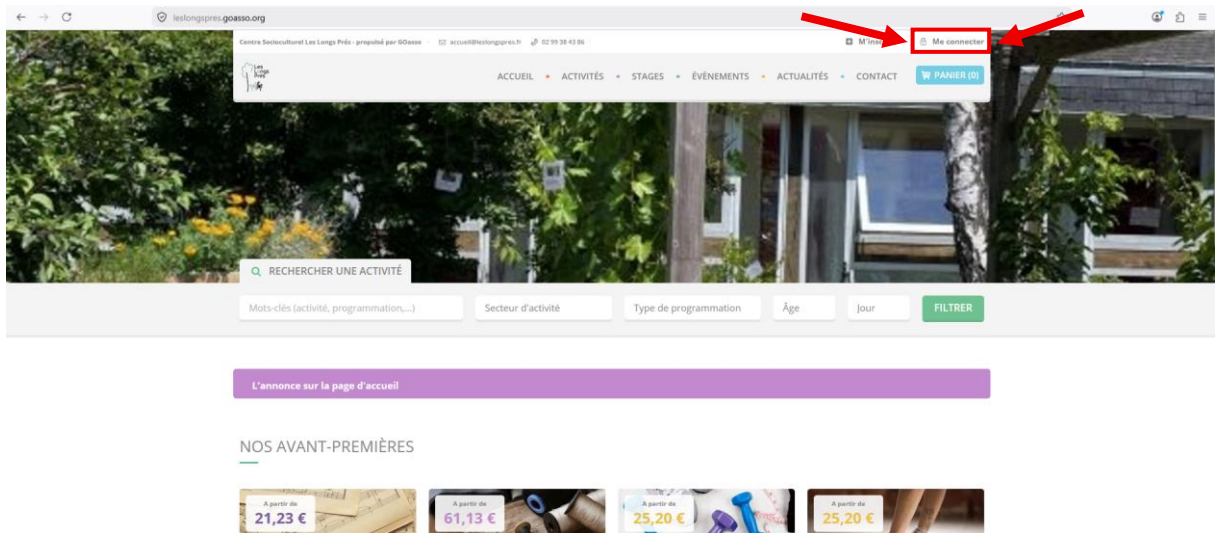 leslongspres.goasso.org
Centre Socioculturel Les Longs Prés - propulsé par GOasso accueil@leslongspres.fr 02 99 38 43 86 Me connecter
Les Longs Prés
ACCUEIL • ACTIVITÉS • STAGES • ÉVÈNEMENTS • ACTUALITÉS • CONTACT PANIER (0)
RECHERCHER UNE ACTIVITÉ
Mots-clés (activité, programmation,...) Secteur d'activité Type de programmation Âge Jour FILTRER
L'annonce sur la page d'accueil
NOS AVANT-PREMIÈRES
A partir de A partir de A partir de A partir de
21,23 € 61,13 € 25,20 € 25,20 €